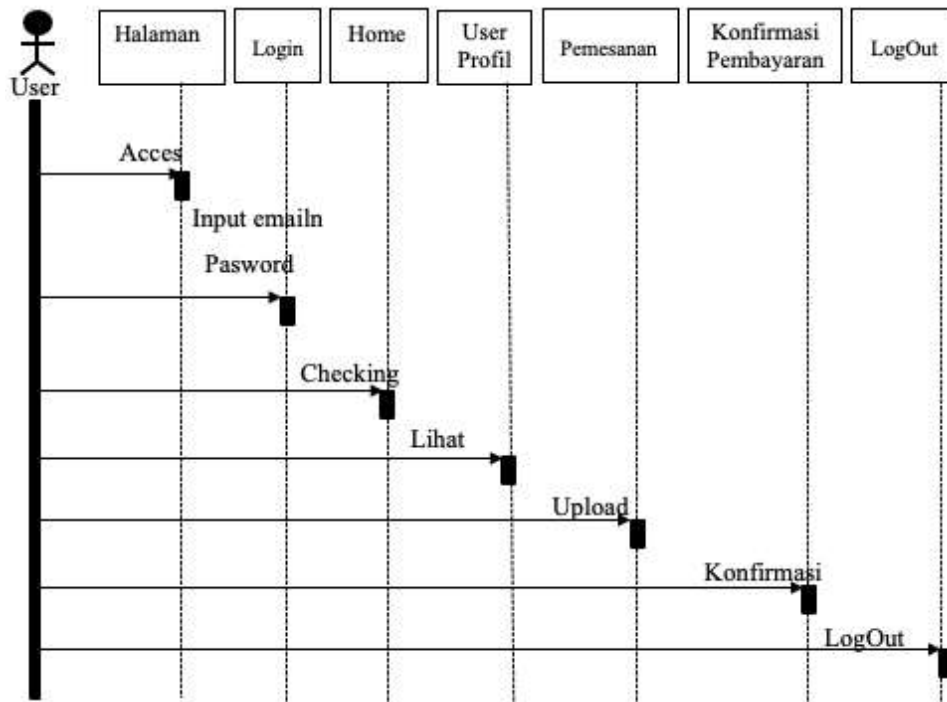 Halaman
Login
Home
User
Profil
Pemesanan
Konfirmasi
Pembayaran
LogOut
User
Acces
Input emailn
Pasword
Checking
Lihat
Upload
Konfirmasi
LogOut